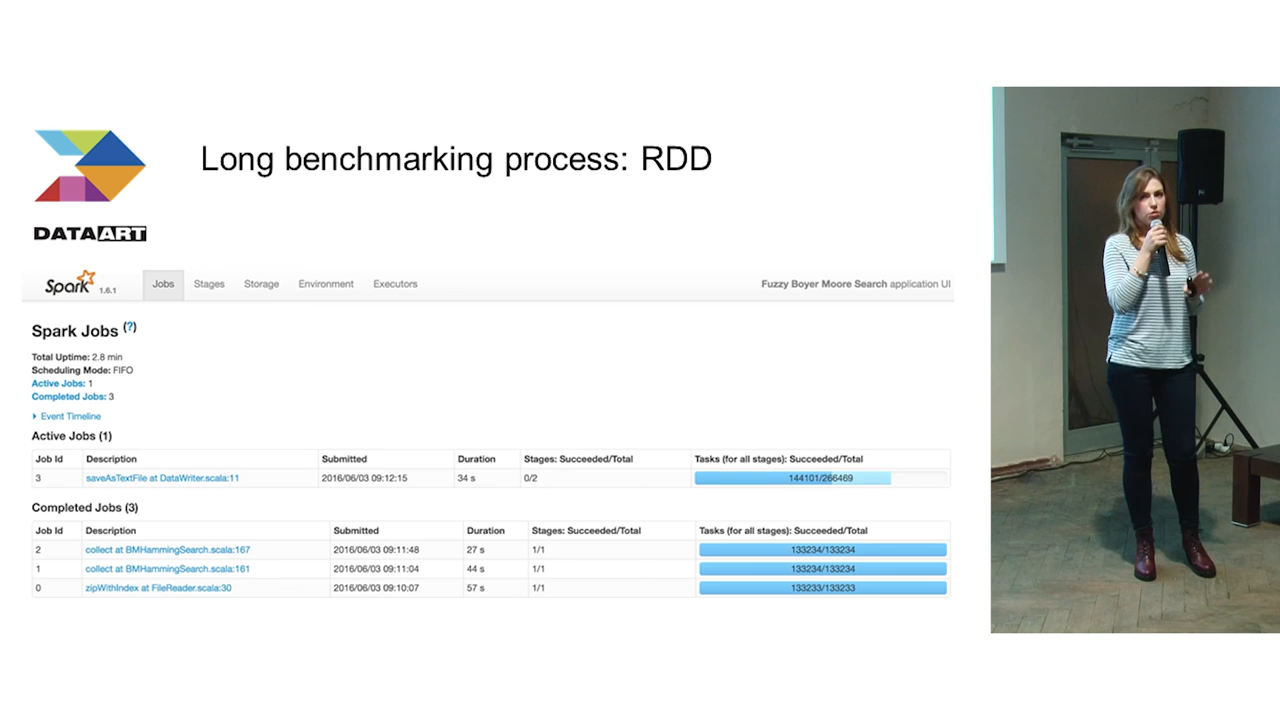 Long benchmarking process: RDD
DATAART
Spark 1.6.1
Jobs Stages Storage Environment Executors Fuzzy Boyer Moore Search application UI
Spark Jobs (?)
Total Uptime: 2.8 min
Scheduling Mode: FIFO
Active Jobs: 1
Completed Jobs: 3
Event Timeline
Active Jobs (1)
Job Id Description Submitted Duration Stages: Succeeded/Total Tasks (for all stages): Succeeded/Total
3 saveAsTextFile at DataWriter.scala:11 2016/06/03 09:12:15 34 s 0/2 144101/266469
Completed Jobs (3)
Job Id Description Submitted Duration Stages: Succeeded/Total Tasks (for all stages): Succeeded/Total
2 collect at BMHammingSearch.scala:167 2016/06/03 09:11:48 27 s 1/1 133234/133234
1 collect at BMHammingSearch.scala:161 2016/06/03 09:11:04 44 s 1/1 133234/133234
0 zipWithIndex at FileReader.scala:30 2016/06/03 09:10:07 57 s 1/1 133233/133233